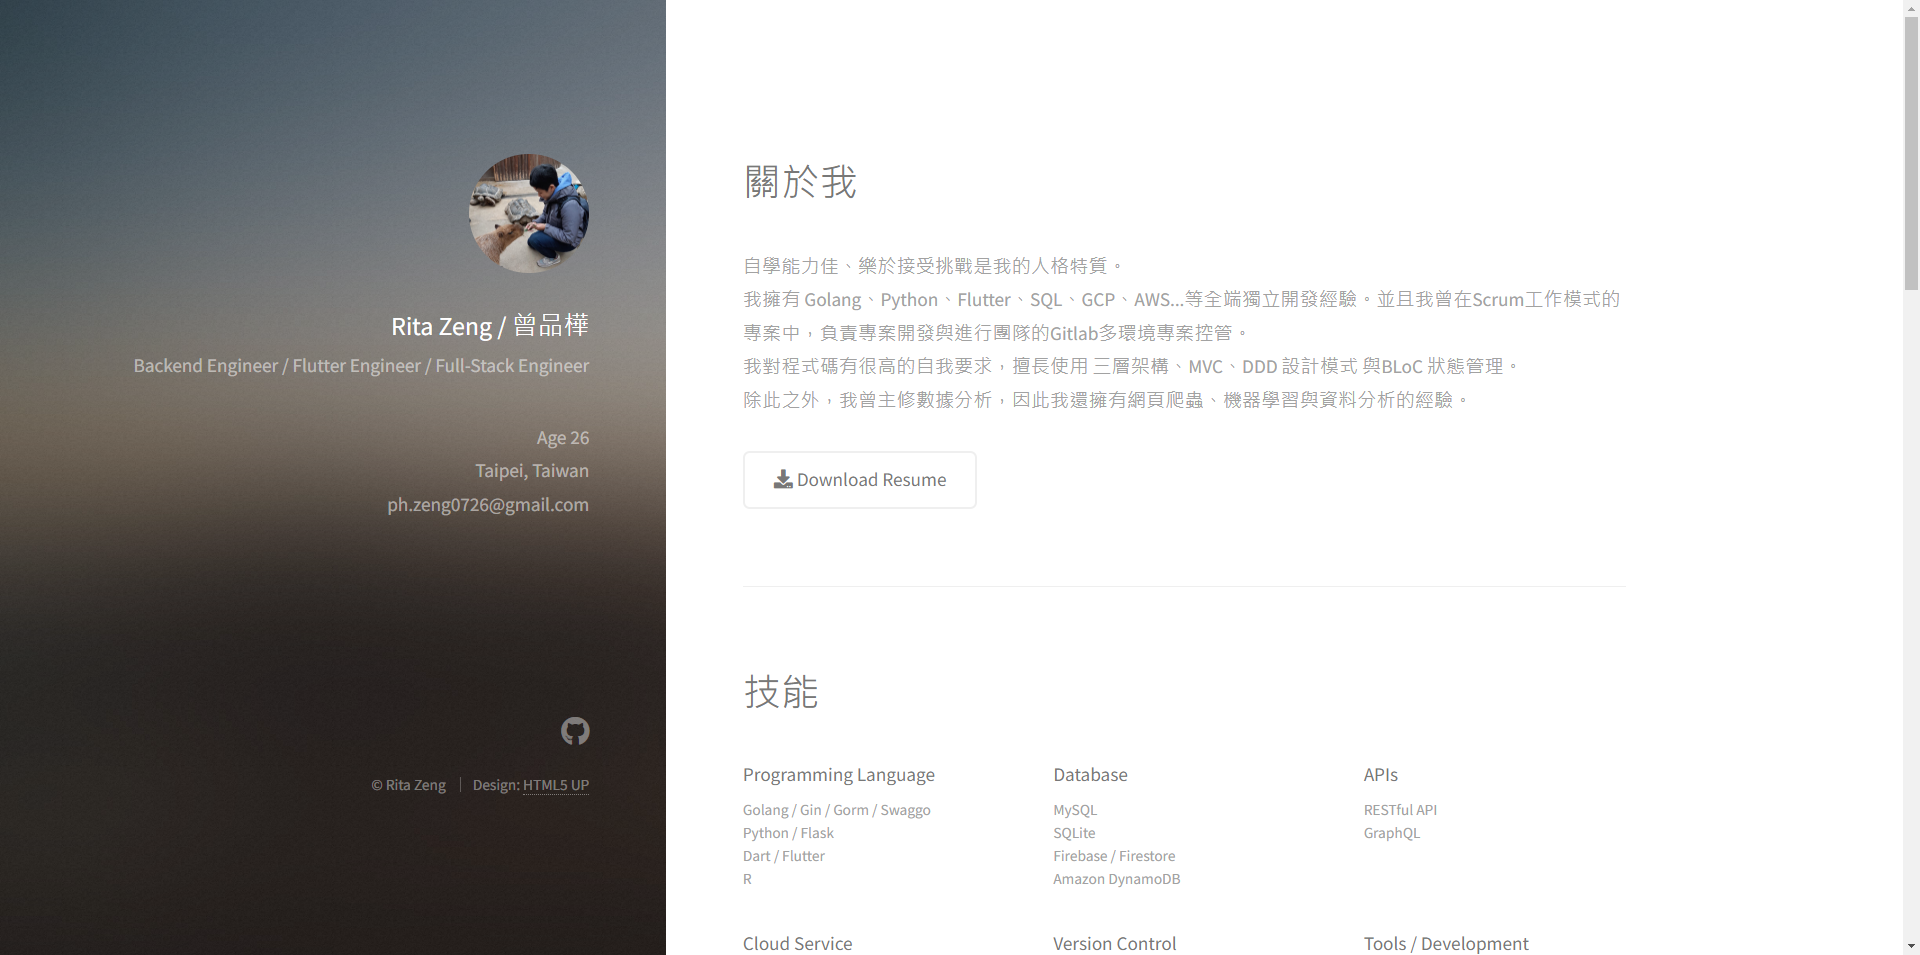 Rita Zeng / 曾品樺
Backend Engineer / Flutter Engineer / Full-Stack Engineer
Age 26
Taipei, Taiwan
ph.zeng0726@gmail.com
© Rita Zeng
Design: HTML5 UP
關於我
自學能力佳、樂於接受挑戰是我的人格特質。
我擁有 Golang、Python、Flutter、SQL、GCP、AWS...等全端獨立開發經驗。並且我曾在Scrum工作模式的
專案中，負責專案開發與進行團隊的Gitlab多環境專案控管。
我對程式碼有很高的自我要求，擅長使用 三層架構、MVC、DDD 設計模式 與BLoC 狀態管理。
除此之外，我曾主修數據分析，因此我還擁有網頁爬蟲、機器學習與資料分析的經驗。
Download Resume
技能
Programming Language
Golang / Gin / Gorm / Swaggo
Python / Flask
Dart / Flutter
R
Database
MySQL
SQLite
Firebase / Firestore
Amazon DynamoDB
APIs
RESTful API
GraphQL
Cloud Service
Version Control
Tools / Development